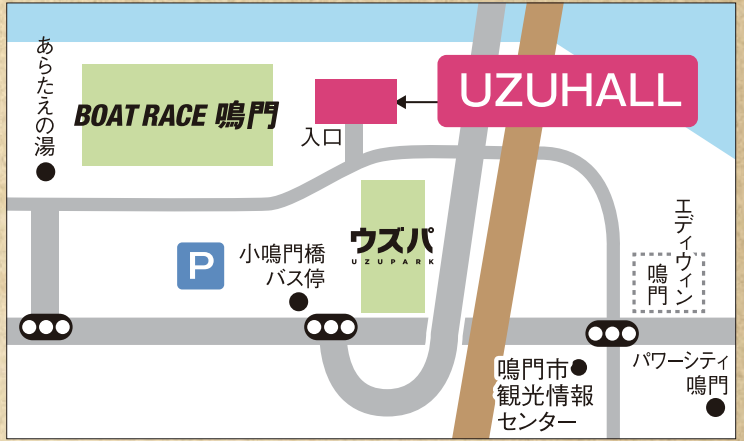 あらたえの湯
BOAT RACE 鳴門
入口
UZUHALL
ウズパ
UZUPARK
P
小鳴門橋
バス停
エディウィン
鳴門
鳴門市
観光情報
センター
パワーシティ
鳴門